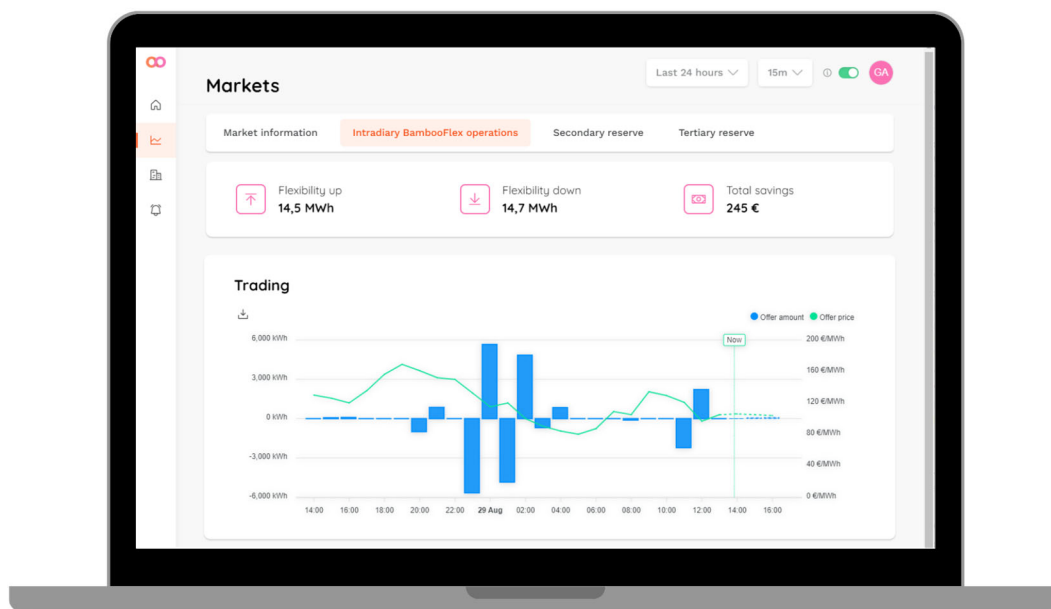 Markets
Last 24 hours
15m
GA
Market information
Intradiary BambooFlex operations
Secondary reserve
Tertiary reserve
Flexibility up
14,5 MWh
Flexibility down
14,7 MWh
Total savings
245 €
Trading
Offer amount
Offer price
Now
6,000 kWh
3,000 kWh
0 kWh
-3,000 kWh
-6,000 kWh
200 €/MWh
160 €/MWh
120 €/MWh
80 €/MWh
40 €/MWh
0 €/MWh
14:00 16:00 18:00 20:00 22:00 29 Aug 02:00 04:00 06:00 08:00 10:00 12:00 14:00 16:00